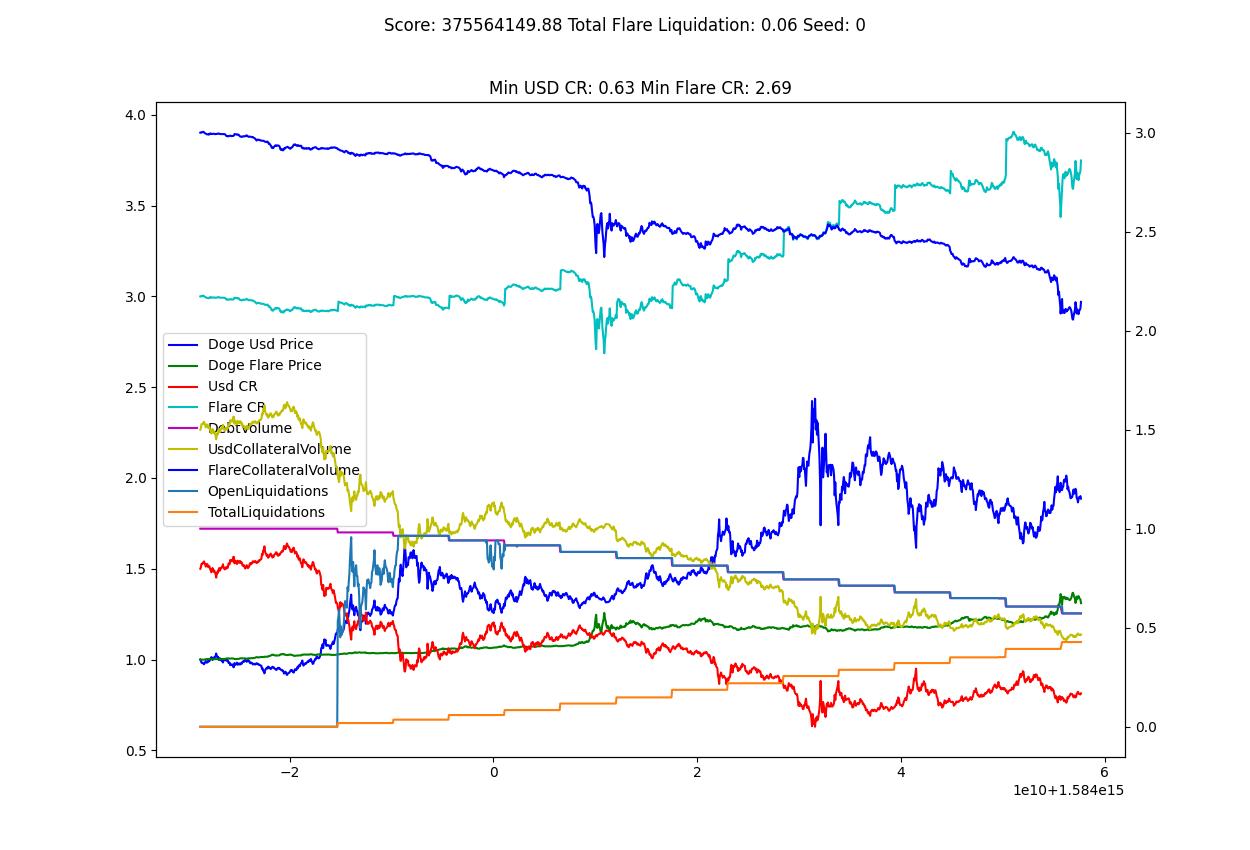 Score: 375564149.88 Total Flare Liquidation: 0.06 Seed: 0
Min USD CR: 0.63 Min Flare CR: 2.69
4.0
3.5
3.0
2.5
2.0
1.5
1.0
0.5
3.0
2.5
2.0
1.5
1.0
0.5
0.0
Doge Usd Price
Doge Flare Price
Usd CR
Flare CR
DebtVolume
UsdCollateralVolume
FlareCollateralVolume
OpenLiquidations
TotalLiquidations
−2 0 2 4 6
1e10+1.584e15